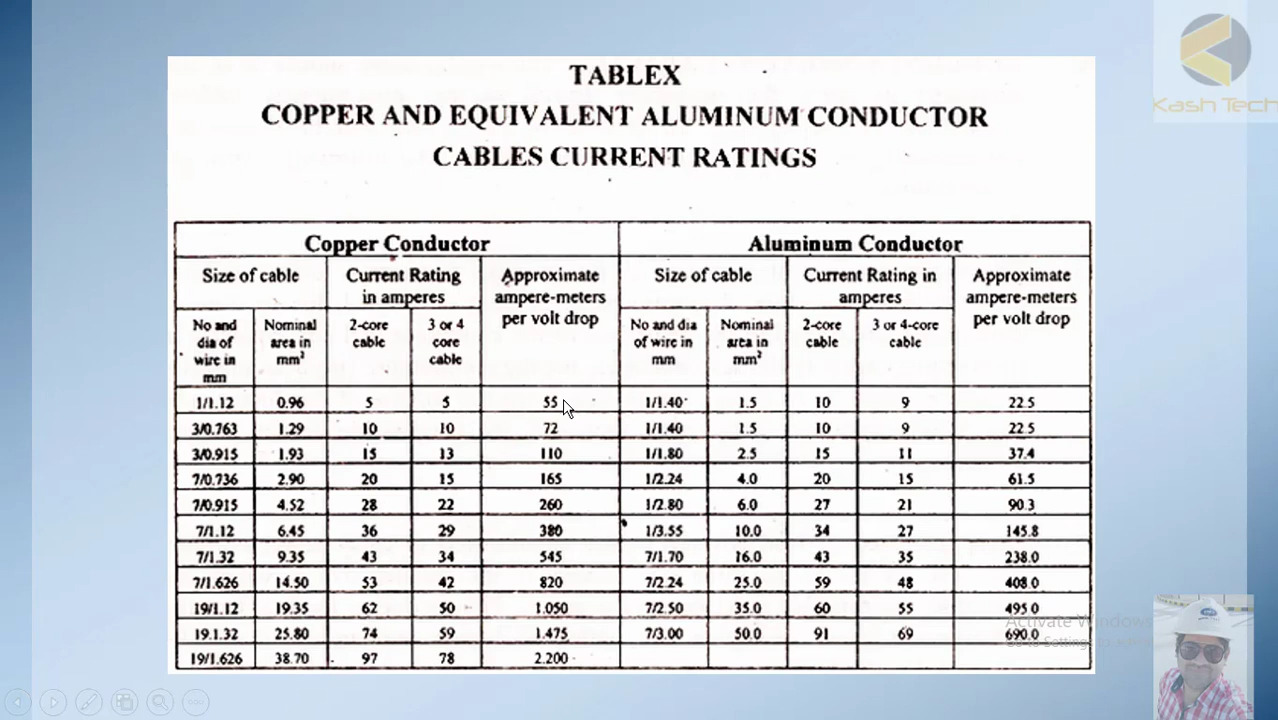 Kash Tech
TABLEX
COPPER AND EQUIVALENT ALUMINUM CONDUCTOR
CABLES CURRENT RATINGS
Copper Conductor Aluminum Conductor
Size of cable Current Rating in amperes Approximate ampere-meters per volt drop Size of cable Current Rating in amperes Approximate ampere-meters per volt drop
No and dia of wire in mm Nominal area in mm² 2-core cable 3 or 4 core cable No and dia of wire in mm Nominal area in mm² 2-core cable 3 or 4-core cable
1/1.12 0.96 5 5 55 1/1.40 1.5 10 9 22.5
3/0.763 1.29 10 10 72 1/1.40 1.5 10 9 22.5
3/0.915 1.93 15 13 110 1/1.80 2.5 15 11 37.4
7/0.736 2.90 20 15 165 1/2.24 4.0 20 15 61.5
7/0.915 4.52 28 22 260 1/2.80 6.0 27 21 90.3
7/1.12 6.45 36 29 380 1/3.55 10.0 34 27 145.8
7/1.32 9.35 43 34 545 7/1.70 16.0 43 35 238.0
7/1.626 14.50 53 42 820 7/2.24 25.0 59 48 408.0
19/1.12 19.35 62 50 1.050 7/2.50 35.0 60 55 495 0
19.1.32 25.80 74 59 1.475 7/3.00 50.0 91 69 690.0
19/1.626 38.70 97 78 2.200
Activate Windows
Go to Settings to